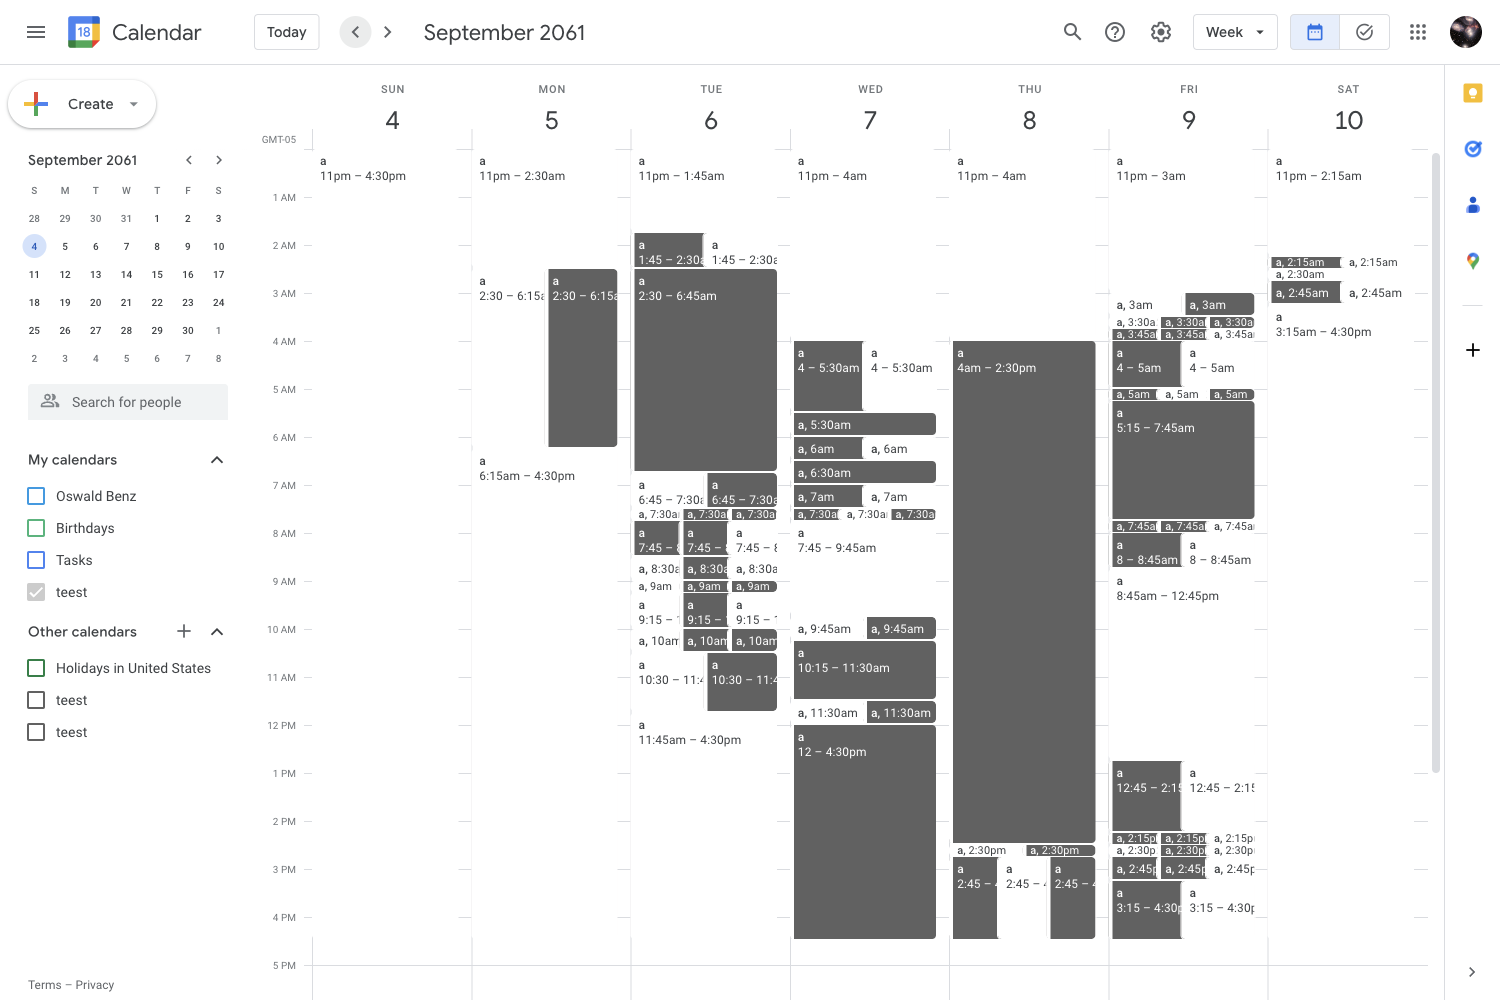 18 Calendar
Today
September 2061
Week
Create
September 2061
S M T W T F S
28 29 30 31 1 2 3
4 5 6 7 8 9 10
11 12 13 14 15 16 17
18 19 20 21 22 23 24
25 26 27 28 29 30 1
2 3 4 5 6 7 8
Search for people
My calendars
Oswald Benz
Birthdays
Tasks
teest
Other calendars
Holidays in United States
teest
teest
Terms – Privacy
GMT-05
1 AM
2 AM
3 AM
4 AM
5 AM
6 AM
7 AM
8 AM
9 AM
10 AM
11 AM
12 PM
1 PM
2 PM
3 PM
4 PM
5 PM
SUN
4
a
11pm – 4:30pm
MON
5
a
11pm – 2:30am
a
2:30 – 6:15a
a
2:30 – 6:15a
a
6:15am – 4:30pm
TUE
6
a
11pm – 1:45am
a
1:45 – 2:30a
a
1:45 – 2:30a
a
2:30 – 6:45am
a
6:45 – 7:30a
a
6:45 – 7:30a
a, 7:30a
a, 7:30a
a, 7:30a
a
7:45 – 8
a
7:45 – 8
a
7:45 – 8
a, 8:30a
a, 8:30a
a, 8:30a
a, 9am
a, 9am
a, 9am
a
9:15 –
a
9:15 –
a
9:15 –
a, 10am
a, 10am
a, 10am
a
10:30 – 11:4
a
10:30 – 11:4
a
11:45am – 4:30pm
WED
7
a
11pm – 4am
a
4 – 5:30am
a
4 – 5:30am
a, 5:30am
a, 6am
a, 6am
a, 6:30am
a, 7am
a, 7am
a, 7:30a
a, 7:30a
a, 7:30a
a
7:45 – 9:45am
a, 9:45am
a, 9:45am
a
10:15 – 11:30am
a, 11:30am
a, 11:30am
a
12 – 4:30pm
THU
8
a
11pm – 4am
a
4am – 2:30pm
a, 2:30pm
a, 2:30pm
a
2:45 – 4
a
2:45 – 4
a
2:45 – 4
FRI
9
a
11pm – 3am
a, 3am
a, 3am
a, 3:30a
a, 3:30a
a, 3:30a
a, 3:45a
a, 3:45a
a, 3:45a
a
4 – 5am
a
4 – 5am
a, 5am
a, 5am
a, 5am
a
5:15 – 7:45am
a, 7:45a
a, 7:45a
a, 7:45a
a
8 – 8:45am
a
8 – 8:45am
a
8:45am – 12:45pm
a
12:45 – 2:15
a
12:45 – 2:15
a, 2:15p
a, 2:15p
a, 2:15p
a, 2:30p
a, 2:30p
a, 2:30p
a, 2:45p
a, 2:45p
a, 2:45p
a
3:15 – 4:30p
a
3:15 – 4:30p
SAT
10
a
11pm – 2:15am
a, 2:15am
a, 2:15am
a, 2:30am
a, 2:45am
a, 2:45am
a
3:15am – 4:30pm